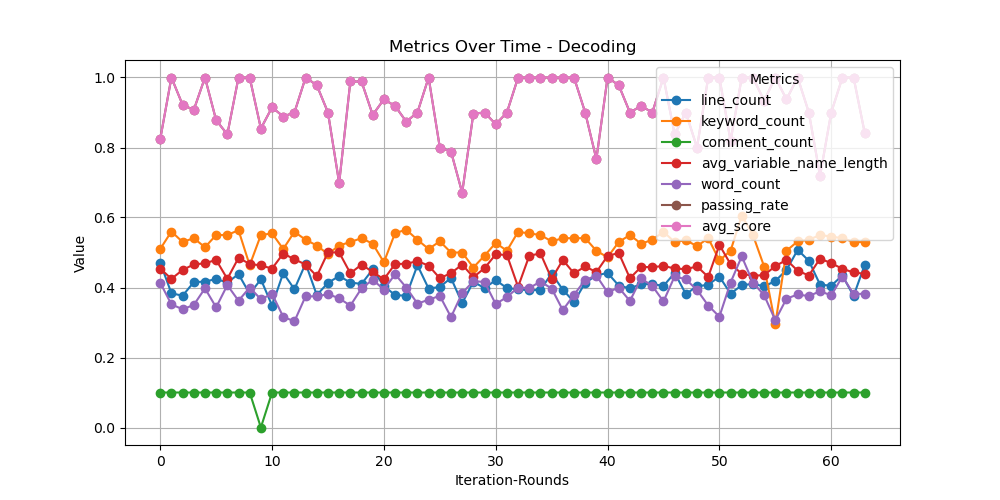 Metrics Over Time - Decoding
Metrics
line_count
keyword_count
comment_count
avg_variable_name_length
word_count
passing_rate
avg_score
Value
1.0
0.8
0.6
0.4
0.2
0.0
0 10 20 30 40 50 60
Iteration-Rounds